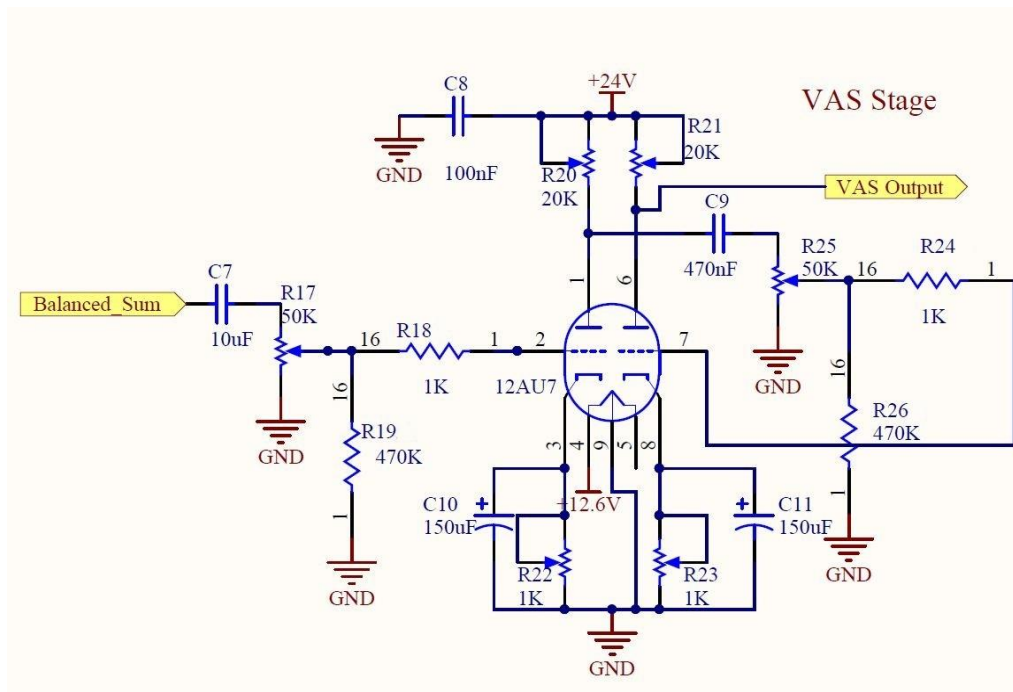 VAS Stage
C8
+24V
R21
20K
GND
100nF
R20
20K
VAS Output
C9
470nF
R25
50K
16
R24
1
1K
C7
Balanced_Sum
10uF
R17
50K
16
R18
1
2
1K
12AU7
1
6
7
GND
16
R19
470K
GND
16
R26
470K
3
4
9
5
8
+12.6V
C10
150uF
C11
150uF
1
1
R22
1K
R23
1K
GND
GND
GND